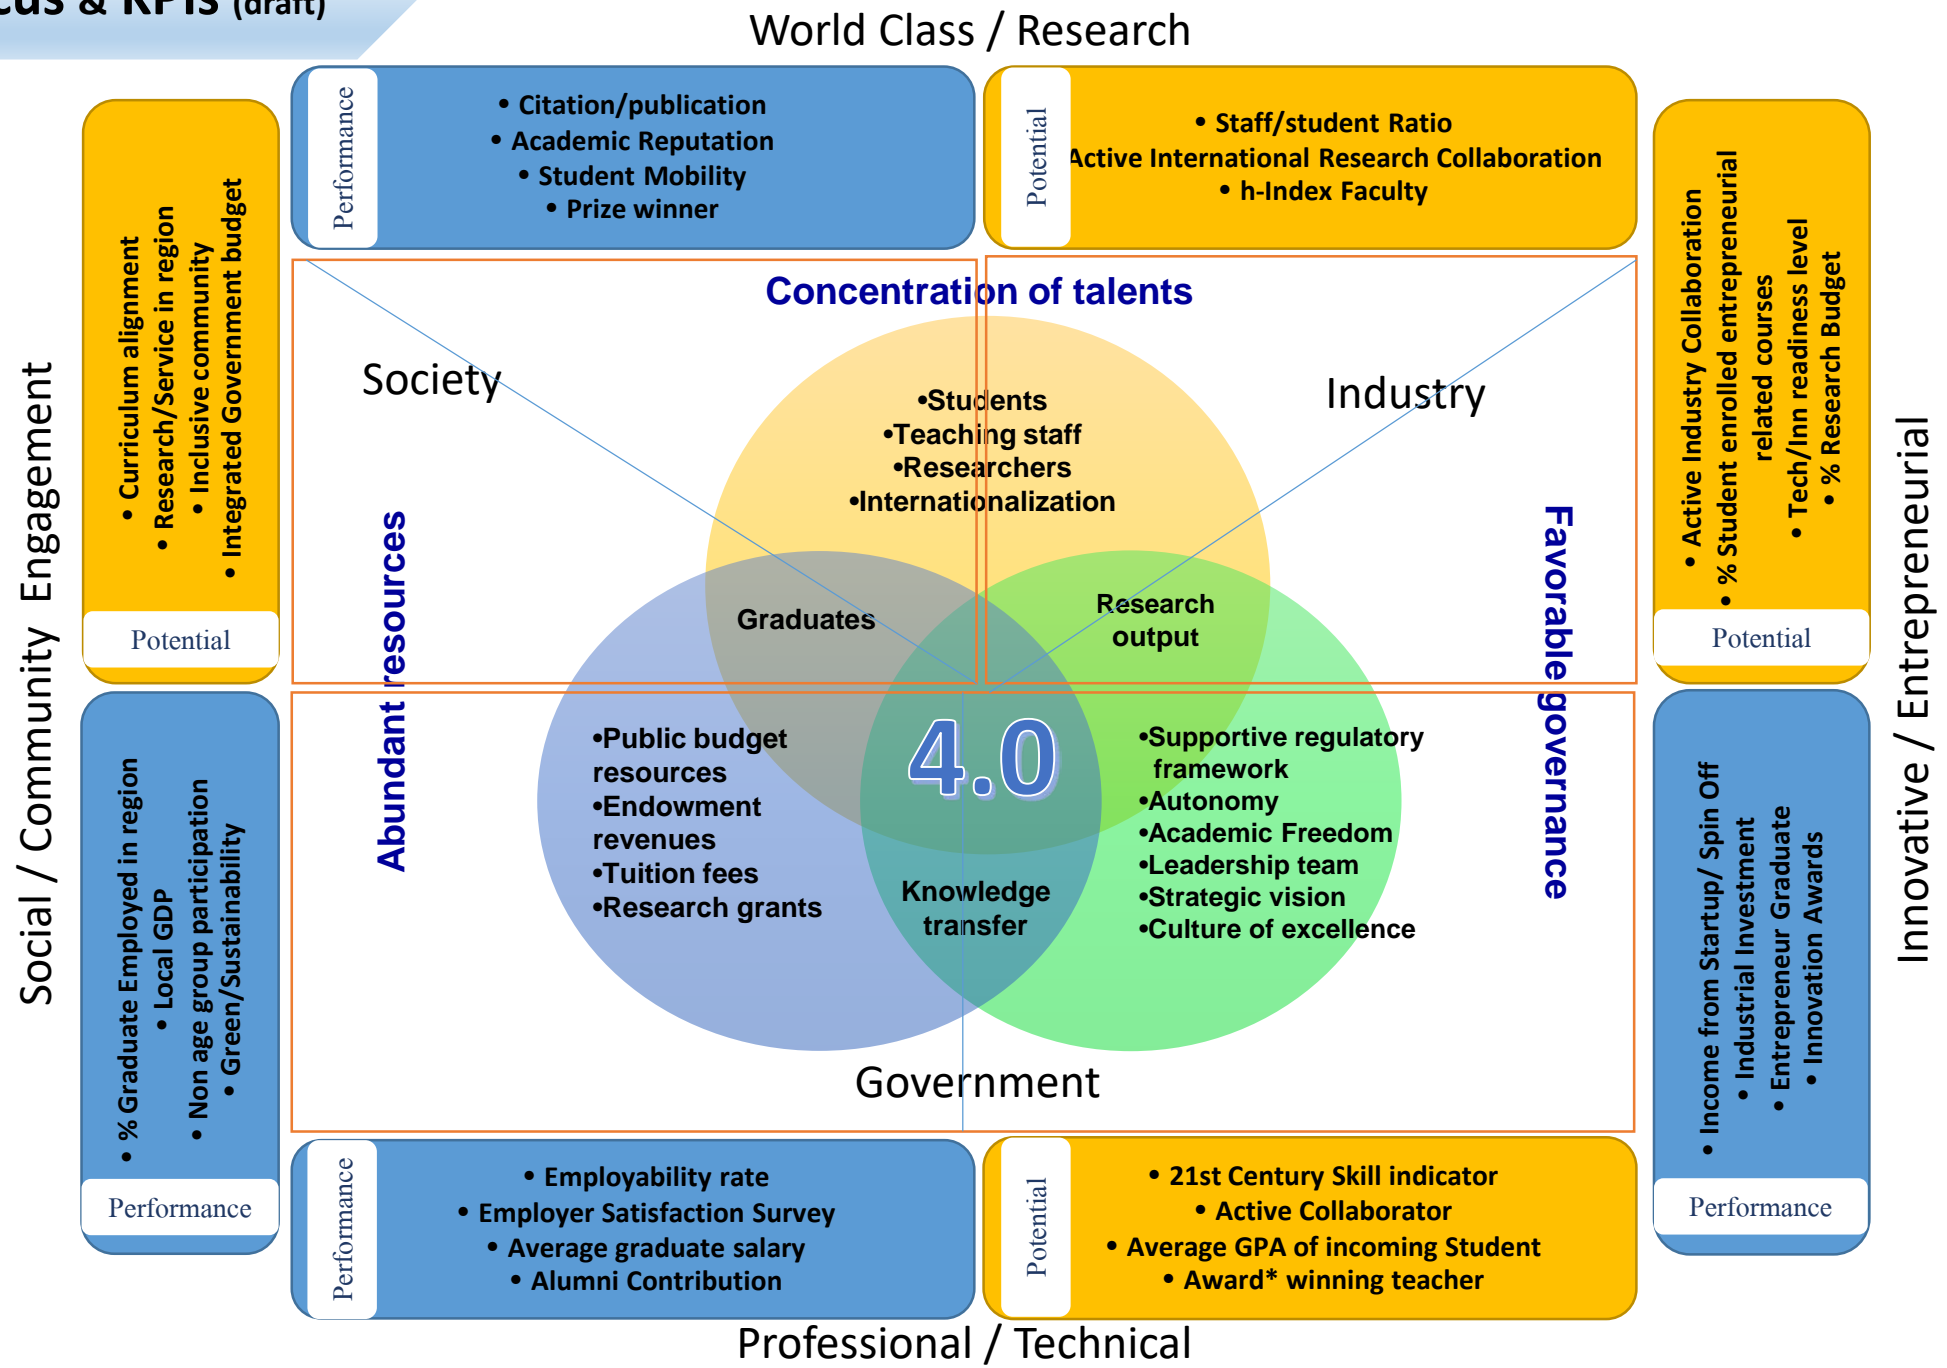 & KPIs (draft)
World Class / Research
Performance
• Citation/publication
• Academic Reputation
• Student Mobility
• Prize winner
Potential
• Staff/student Ratio
Active International Research Collaboration
• h-Index Faculty
Social / Community Engagement
• Curriculum alignment
• Research/Service in region
• Inclusive community
• Integrated Government budget
Potential
• % Graduate Employed in region
• Local GDP
• Non age group participation
• Green/Sustainability
Performance
Concentration of talents
Society
Industry
•Students
•Teaching staff
•Researchers
•Internationalization
Abundant resources
Favorable governance
Graduates
Research
output
4.0
•Public budget
resources
•Endowment
revenues
•Tuition fees
•Research grants
•Supportive regulatory
framework
•Autonomy
•Academic Freedom
•Leadership team
•Strategic vision
•Culture of excellence
Knowledge
transfer
Government
• Active Industry Collaboration
• % Student enrolled entrepreneurial
related courses
• Tech/Inn readiness level
• % Research Budget
Potential
• Income from Startup/ Spin Off
• Industrial Investment
• Entrepreneur Graduate
• Innovation Awards
Performance
Innovative / Entrepreneurial
Performance
• Employability rate
• Employer Satisfaction Survey
• Average graduate salary
• Alumni Contribution
Potential
• 21st Century Skill indicator
• Active Collaborator
• Average GPA of incoming Student
• Award* winning teacher
Professional / Technical